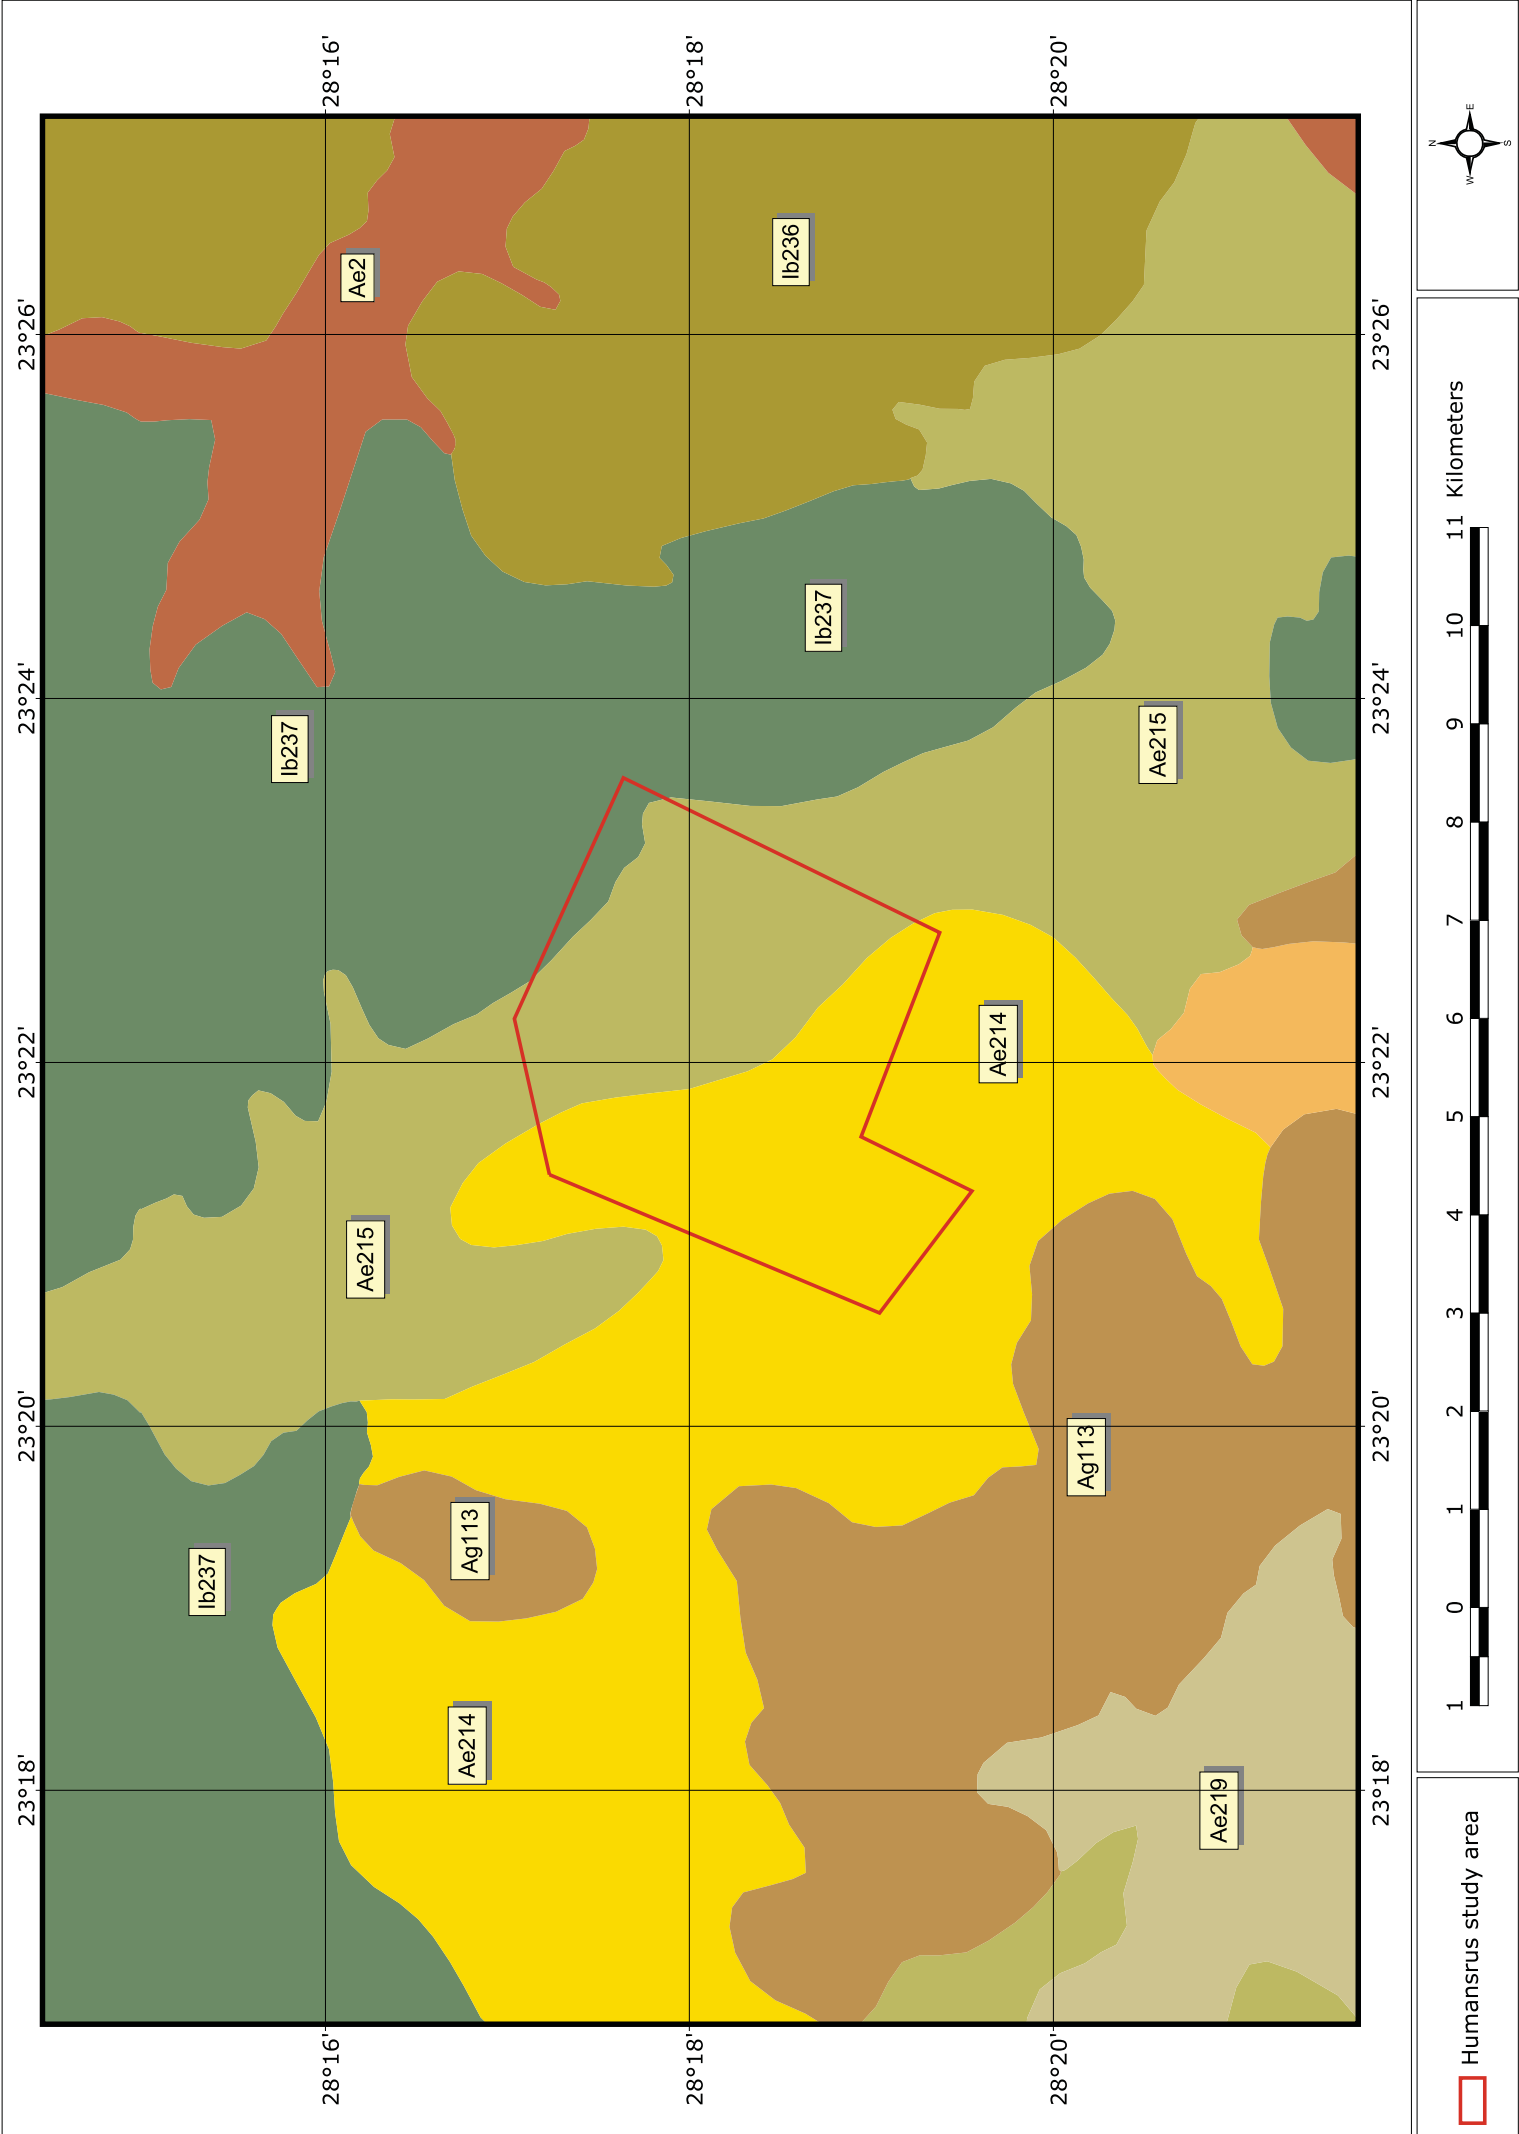 23°18' 23°20' 23°22' 23°24' 23°26'
Ib237
Ib237
28°16' 28°16'
Ae2
Ae215
Ae214
Ag113
28°18' 28°18'
Ib236
Ib237
Ae214
28°20' 28°20'
Ag113
Ae215
Ae219
23°18' 23°20' 23°22' 23°24' 23°26'
Humansrus study area
1 0 1 2 3 4 5 6 7 8 9 10 11 Kilometers
N
W E
S